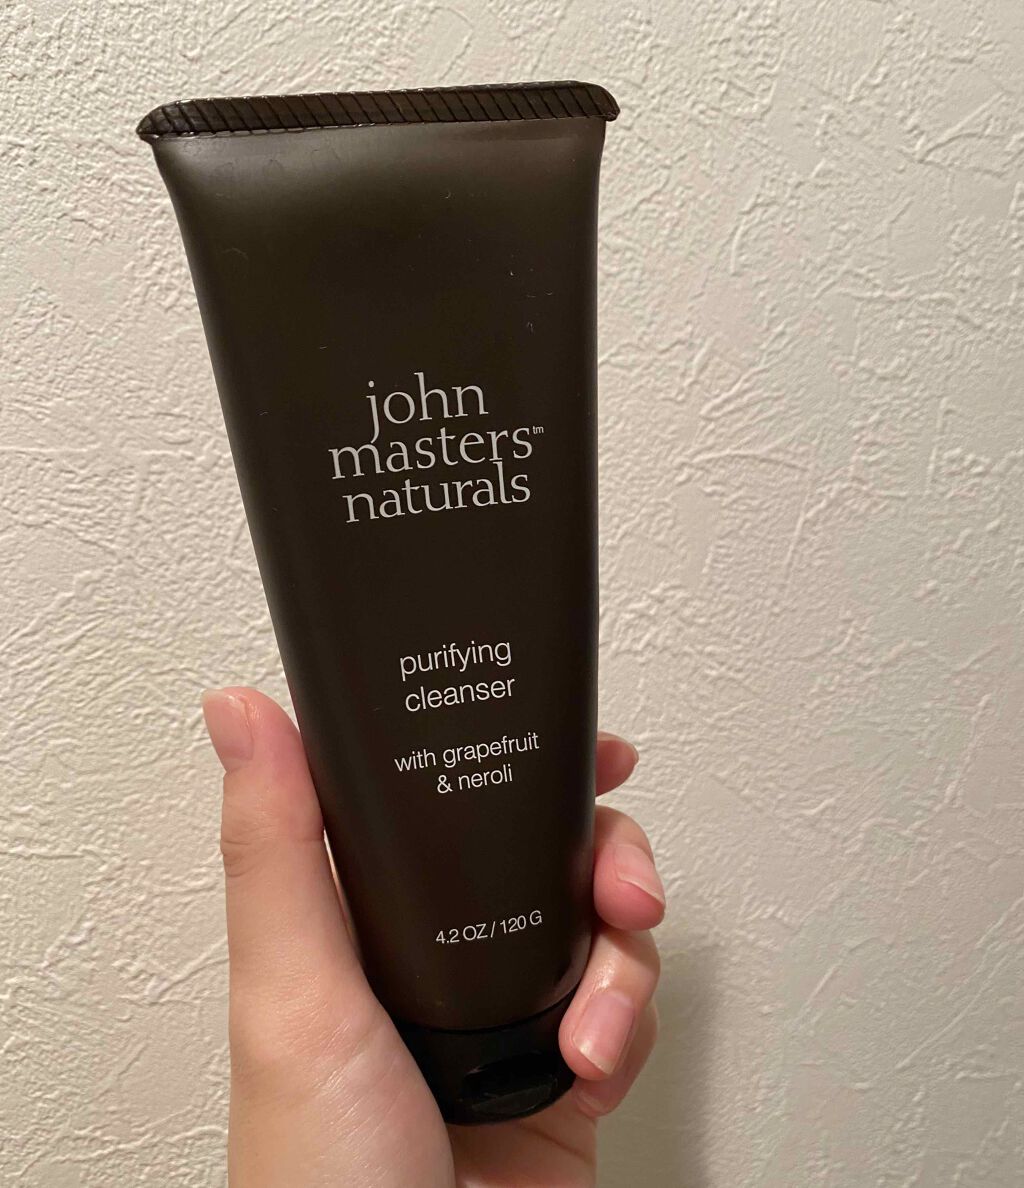 john
masters™
naturals
purifying
cleanser
with grapefruit
& neroli
4.2 OZ / 120 G